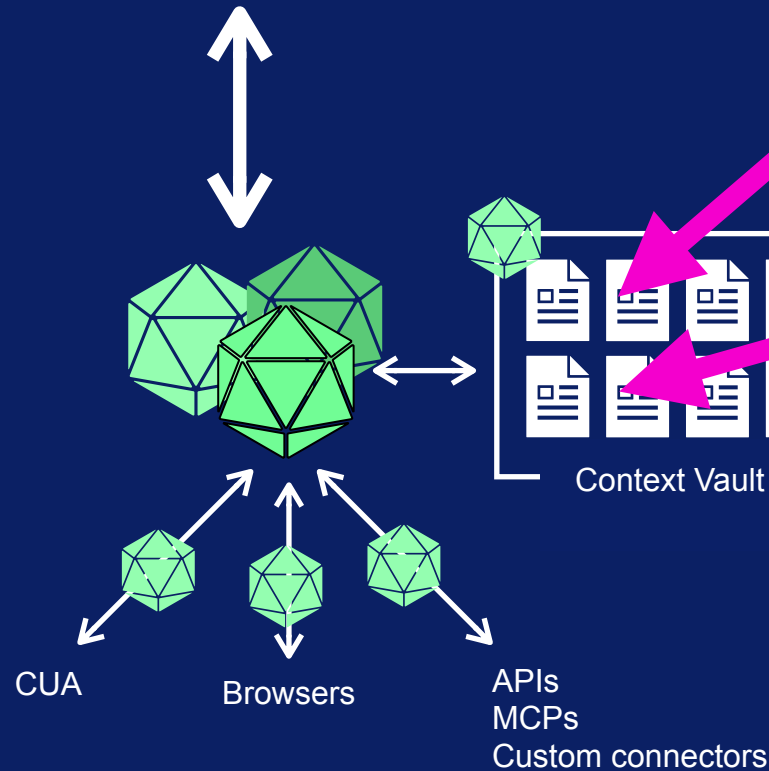 Context Vault
CUA
Browsers
APIs
MCPs
Custom connectors